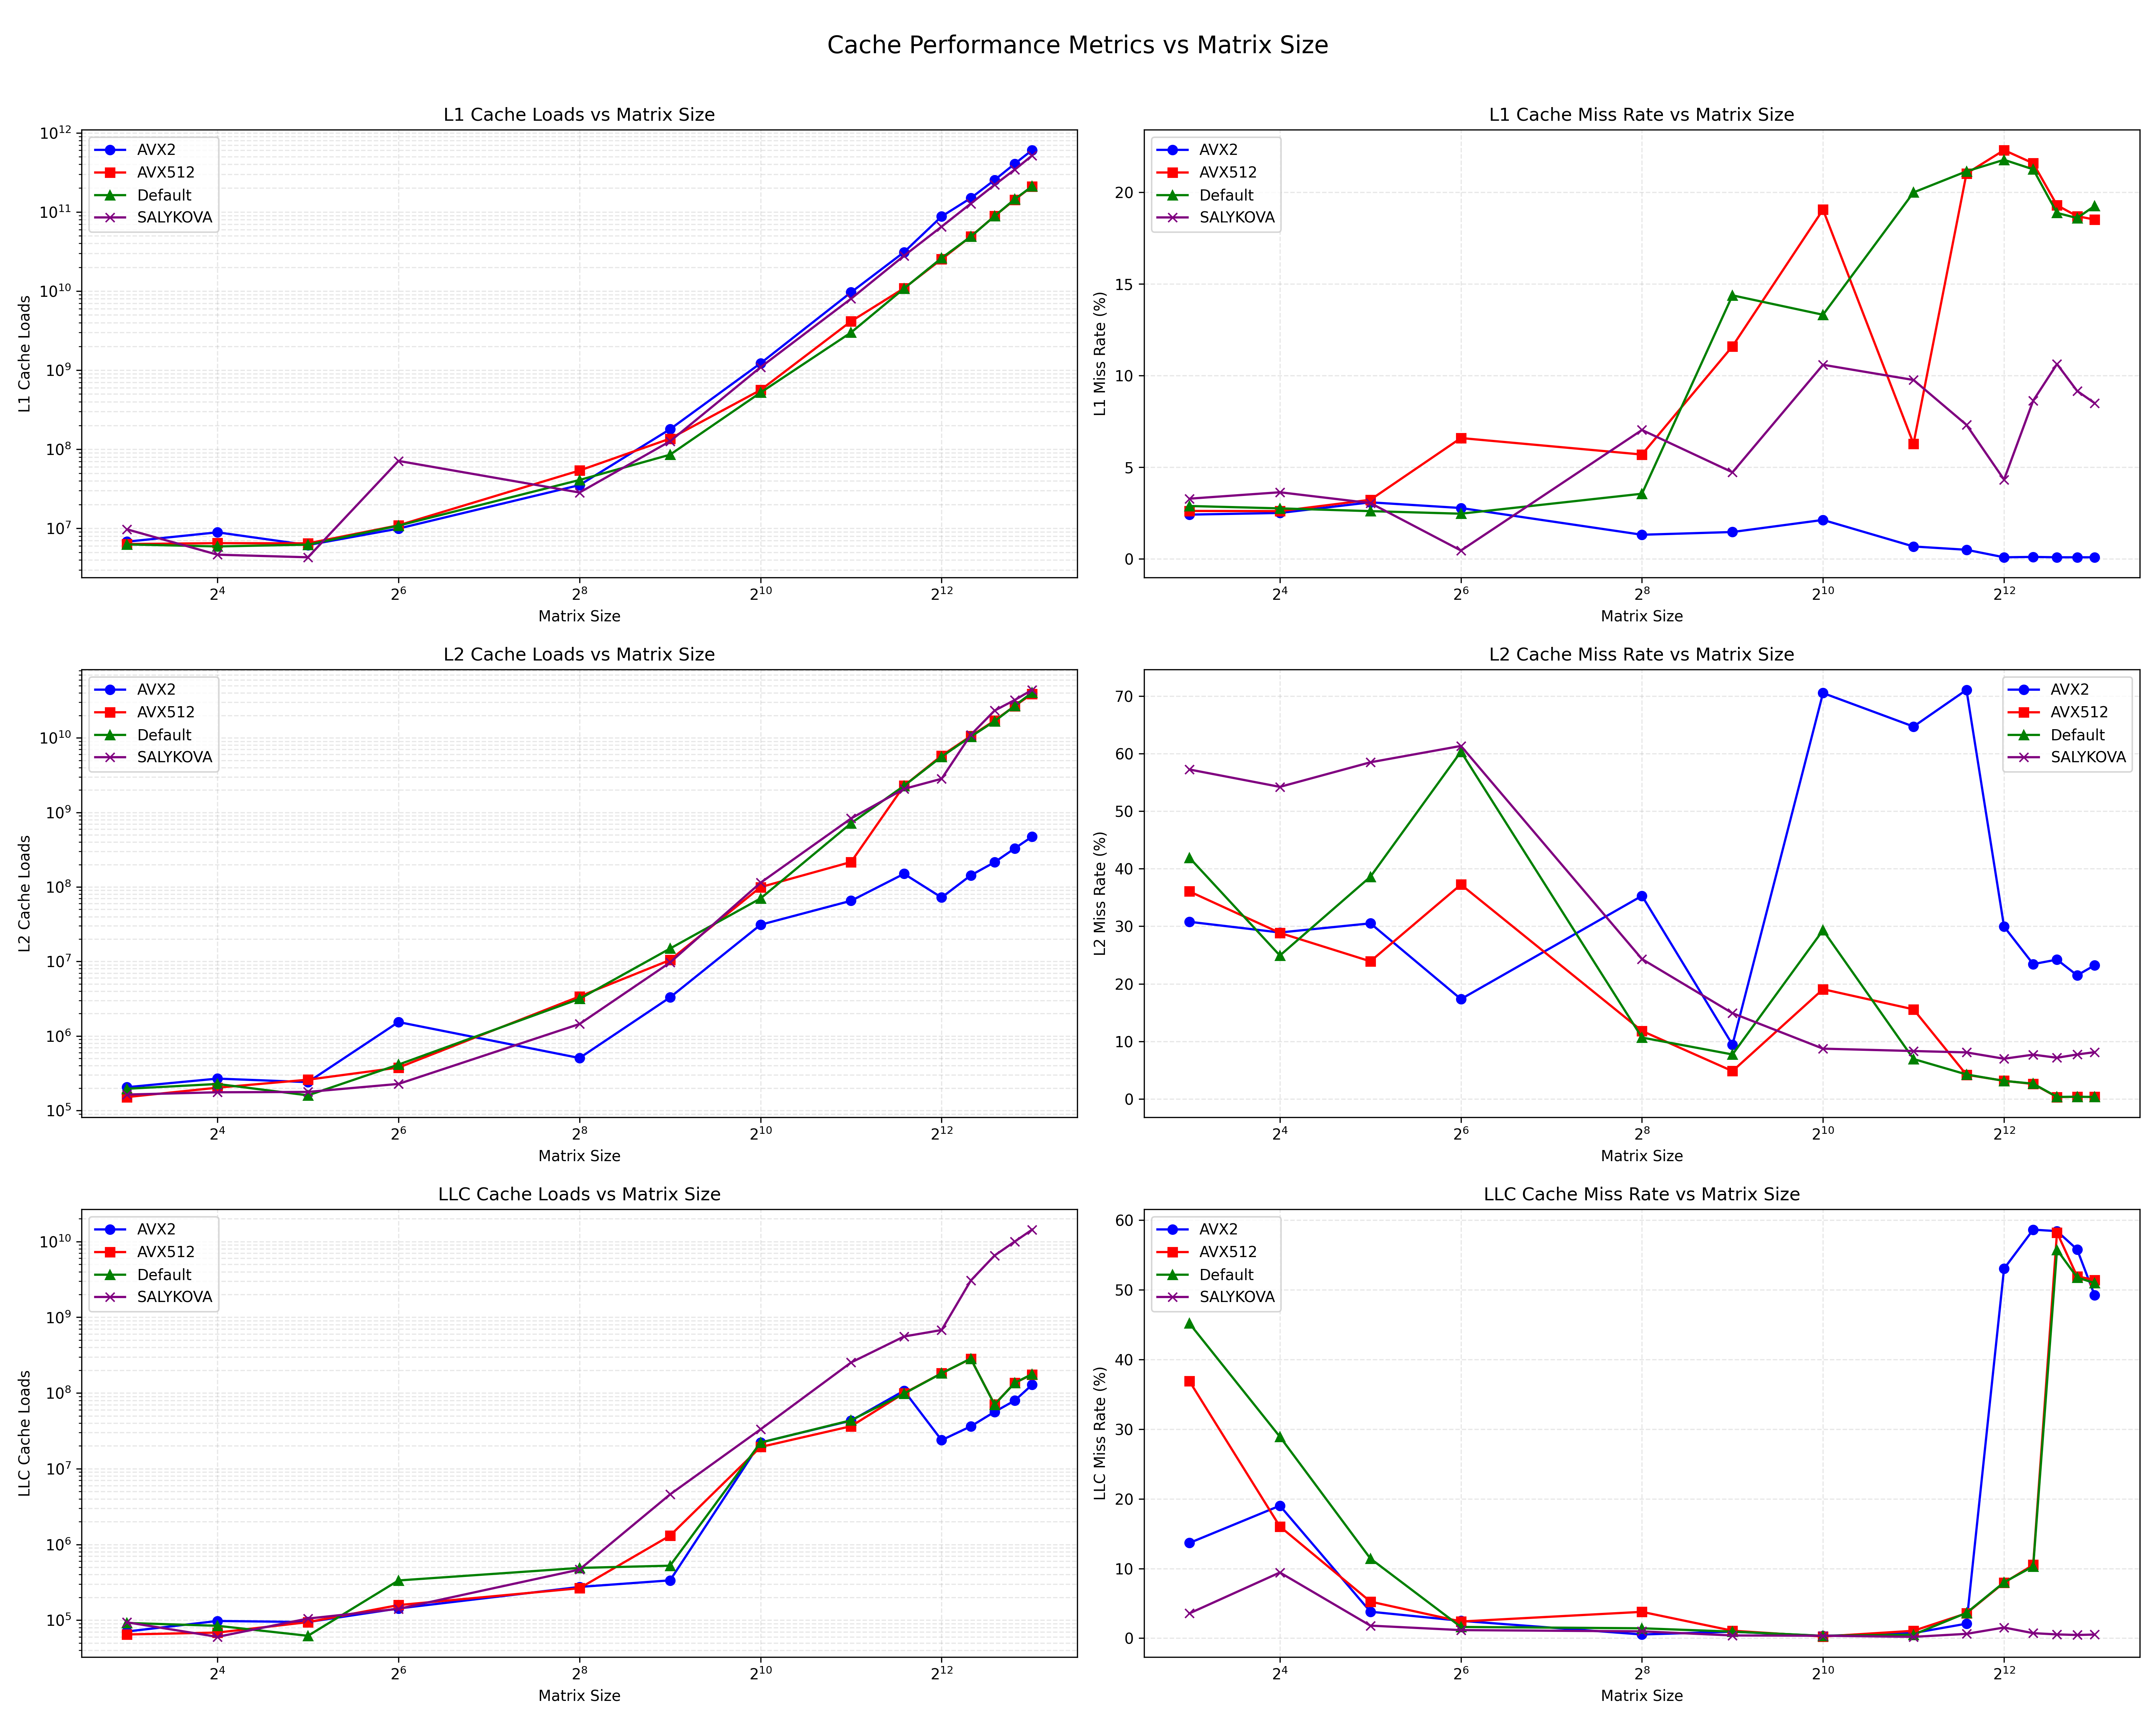 Cache Performance Metrics vs Matrix Size
L1 Cache Loads vs Matrix Size
10^12
10^11
10^10
10^9
10^8
10^7
L1 Cache Loads
AVX2
AVX512
Default
SALYKOVA
2^4 2^6 2^8 2^10 2^12
Matrix Size
L1 Cache Miss Rate vs Matrix Size
20
15
10
5
0
L1 Miss Rate (%)
AVX2
AVX512
Default
SALYKOVA
2^4 2^6 2^8 2^10 2^12
Matrix Size
L2 Cache Loads vs Matrix Size
10^10
10^9
10^8
10^7
10^6
10^5
L2 Cache Loads
AVX2
AVX512
Default
SALYKOVA
2^4 2^6 2^8 2^10 2^12
Matrix Size
L2 Cache Miss Rate vs Matrix Size
70
60
50
40
30
20
10
0
L2 Miss Rate (%)
AVX2
AVX512
Default
SALYKOVA
2^4 2^6 2^8 2^10 2^12
Matrix Size
LLC Cache Loads vs Matrix Size
10^10
10^9
10^8
10^7
10^6
10^5
LLC Cache Loads
AVX2
AVX512
Default
SALYKOVA
2^4 2^6 2^8 2^10 2^12
Matrix Size
LLC Cache Miss Rate vs Matrix Size
60
50
40
30
20
10
0
LLC Miss Rate (%)
AVX2
AVX512
Default
SALYKOVA
2^4 2^6 2^8 2^10 2^12
Matrix Size